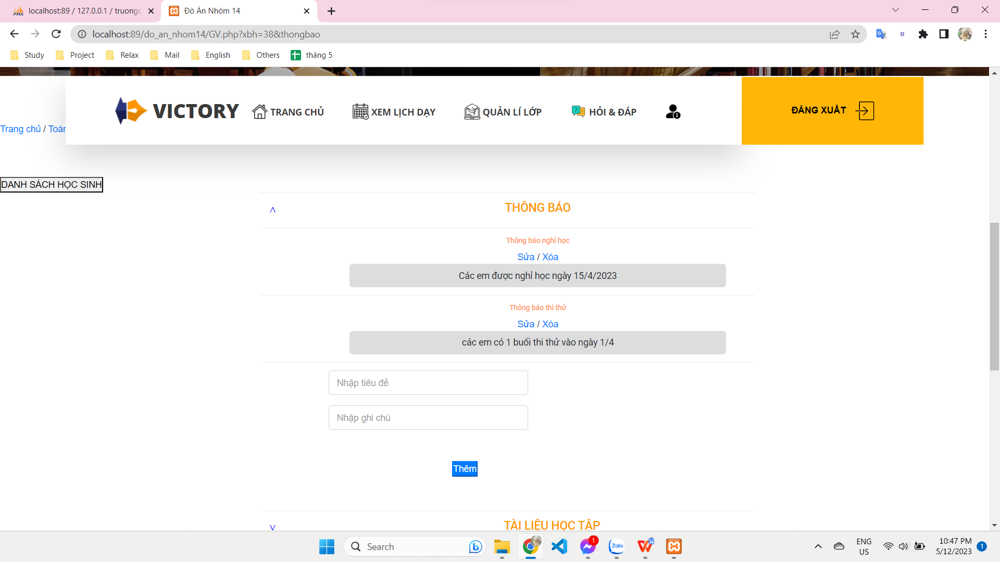 localhost:89 / 127.0.0.1 / truongc
Đò Án Nhóm 14
localhost:89/do_an_nhom14/GV.php?xbh=38&thongbao
Study
Project
Relax
Mail
English
Others
tháng 5
VICTORY
TRANG CHỦ
XEM LỊCH DẠY
QUẢN LÍ LỚP
HỎI & ĐÁP
ĐĂNG XUẤT
Trang chủ / Toán
DANH SÁCH HỌC SINH
^
THÔNG BÁO
Thông báo nghỉ học
Sửa / Xóa
Các em được nghỉ học ngày 15/4/2023
Thông báo thi thử
Sửa / Xóa
các em có 1 buổi thi thử vào ngày 1/4
Nhập tiêu đề
Nhập ghi chú
Thêm
v
TÀI LIỆU HỌC TẬP
Search
1
Zalo
ENG
US
10:47 PM
5/12/2023
1